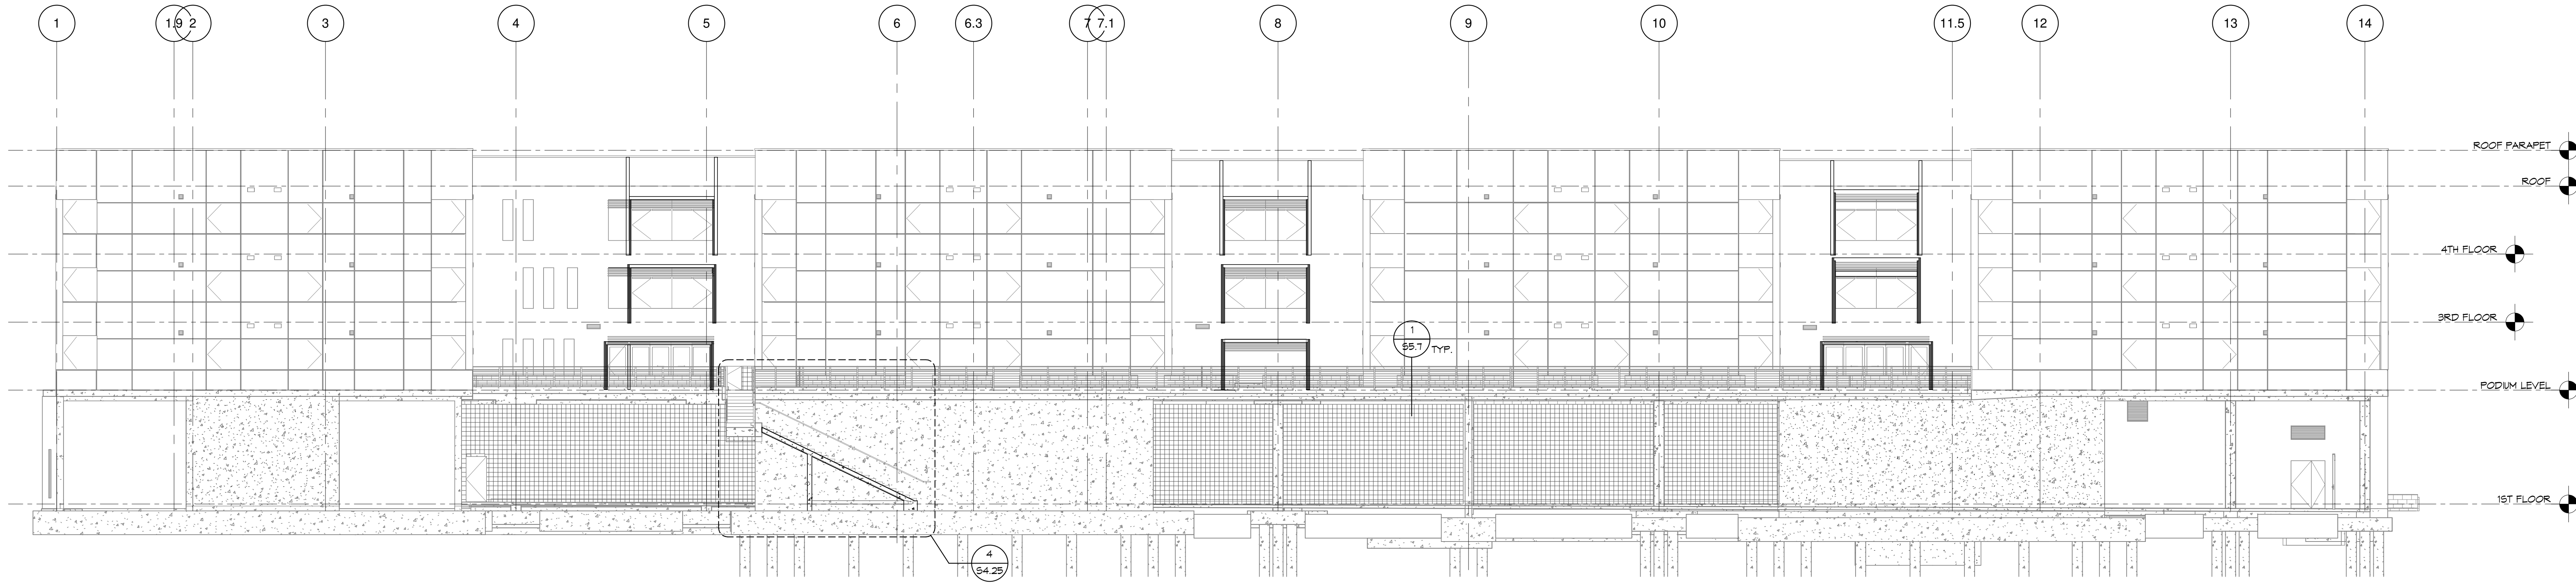 1 1.9 2 3 4 5 6 6.3 7 7.1 8 9 10 11.5 12 13 14
ROOF PARAPET
ROOF
4TH FLOOR
3RD FLOOR
1
S5.7 TYP.
PODIUM LEVEL
1ST FLOOR
4
S4.25